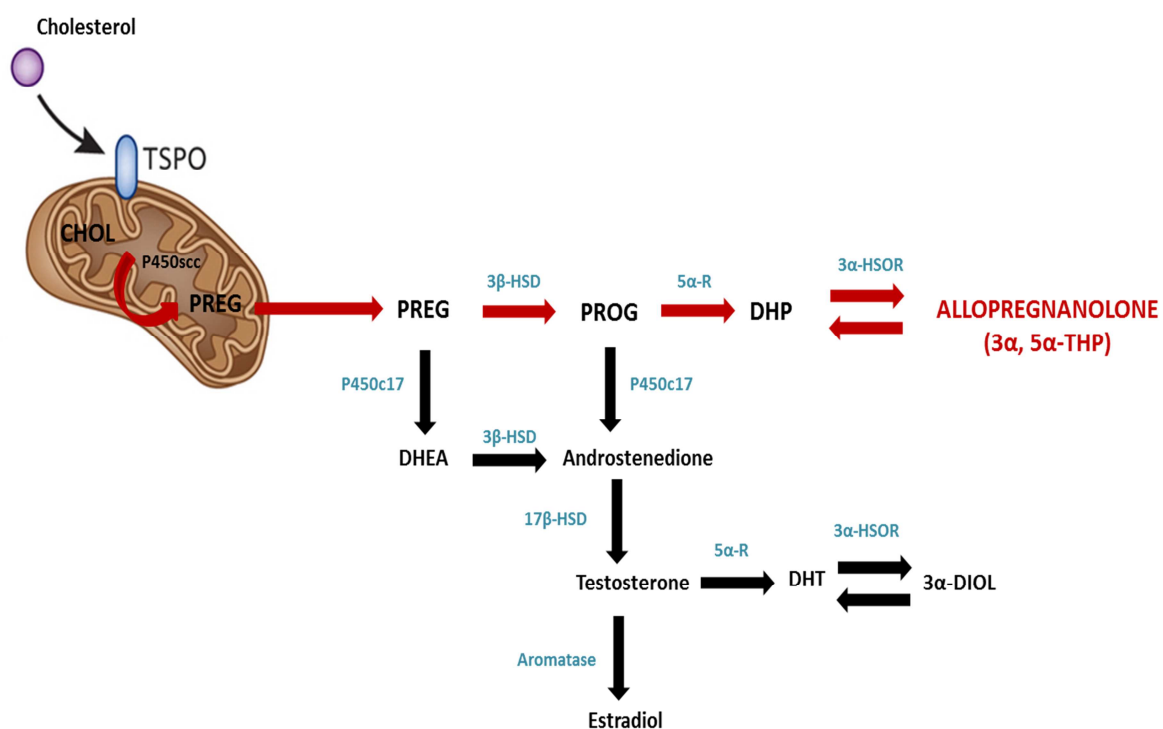 Cholesterol
TSPO
CHOL
P450scc
PREG
PREG
3β-HSD
PROG
5α-R
DHP
3α-HSOR
ALLOPREGNANOLONE
(3α, 5α-THP)
P450c17
P450c17
DHEA
3β-HSD
Androstenedione
17β-HSD
Testosterone
5α-R
DHT
3α-HSOR
3α-DIOL
Aromatase
Estradiol